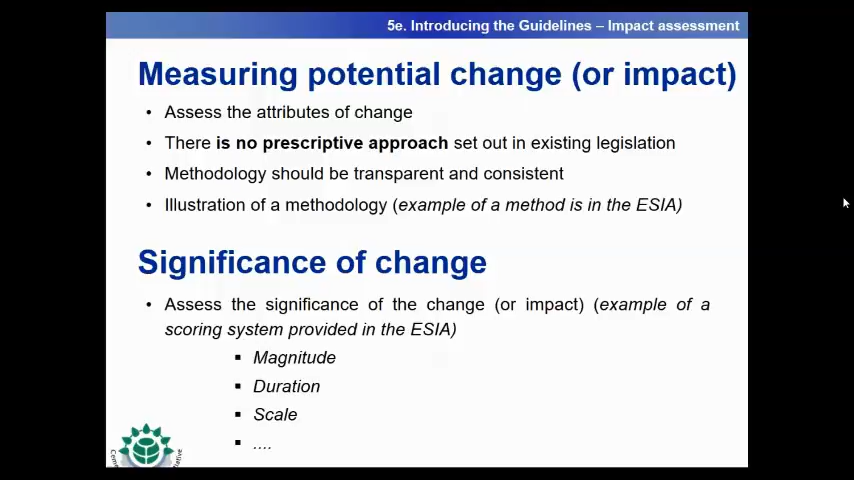 5e. Introducing the Guidelines – Impact assessment
Measuring potential change (or impact)
• Assess the attributes of change
• There is no prescriptive approach set out in existing legislation
• Methodology should be transparent and consistent
• Illustration of a methodology (example of a method is in the ESIA)
Significance of change
• Assess the significance of the change (or impact) (example of a
scoring system provided in the ESIA)
▪ Magnitude
▪ Duration
▪ Scale
▪ ....